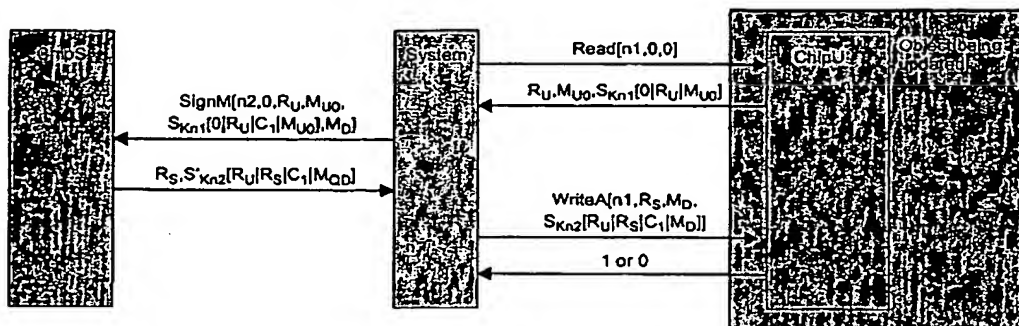 ChipS
System
ChipU
Object being
updated
Read[n1,0,0]
R_U,M_U0,S_Kn1[0|R_U|M_U0]
SignM[n2,0,R_U,M_U0,
S_Kn1[0|R_U|C_1|M_U0],M_D]
R_S,S*_Kn2[R_U|R_S|C_1|M_QD]
WriteA[n1,R_S,M_D,
S_Kn2[R_U|R_S|C_1|M_D]]
1 or 0